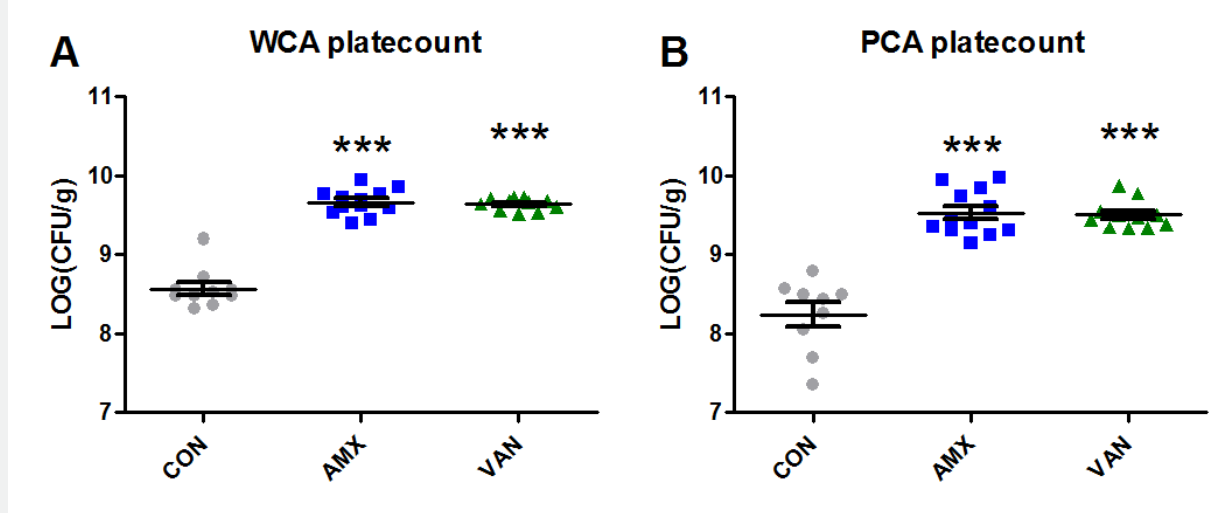 A
WCA platecount
LOG(CFU/g)
11
10
9
8
7
***
***
CON
AMX
VAN
B
PCA platecount
LOG(CFU/g)
11
10
9
8
7
***
***
CON
AMX
VAN